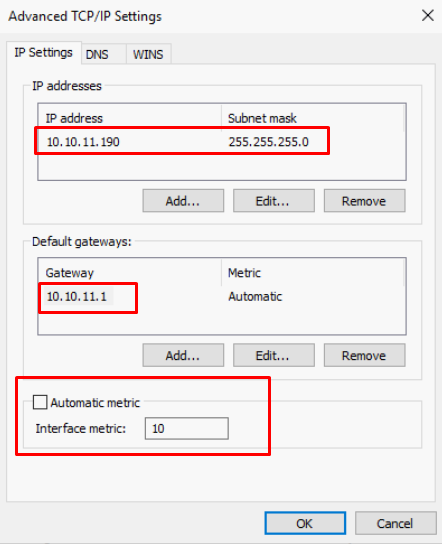 Advanced TCP/IP Settings
IP Settings DNS WINS
IP addresses
IP address Subnet mask
10.10.11.190 255.255.255.0
Add... Edit... Remove
Default gateways:
Gateway Metric
10.10.11.1 Automatic
Add... Edit... Remove
Automatic metric
Interface metric: 10
OK Cancel